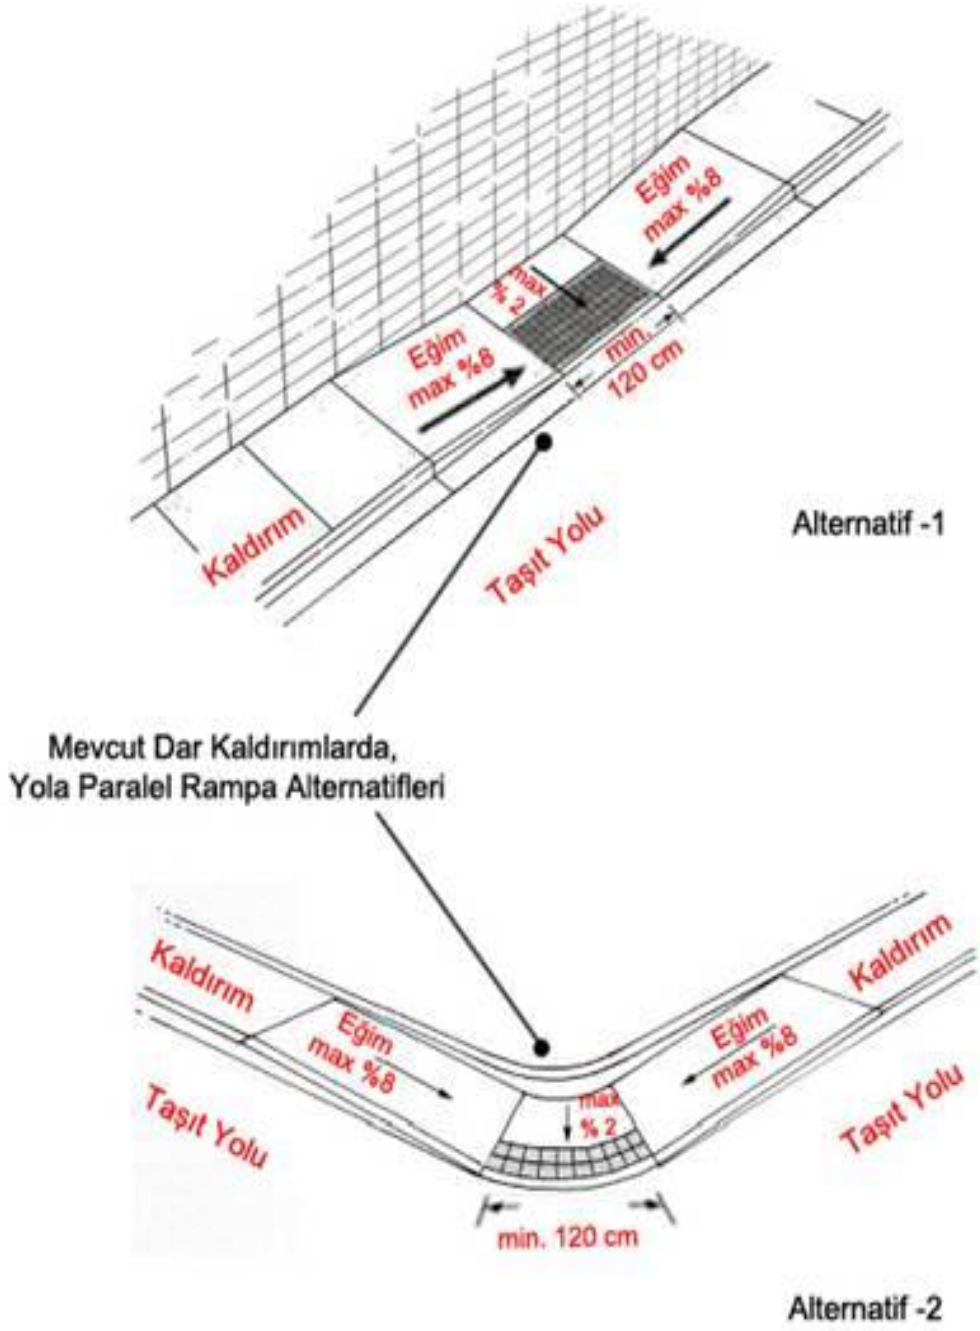 Eğim
max %8
max
% 2
Eğim
max %8
min.
120 cm
Kaldırım
Taşıt Yolu
Alternatif -1
Mevcut Dar Kaldırımlarda,
Yola Paralel Rampa Alternatifleri
Kaldırım
Kaldırım
Eğim
max %8
Eğim
max %8
max
% 2
Taşıt Yolu
Taşıt Yolu
min. 120 cm
Alternatif -2